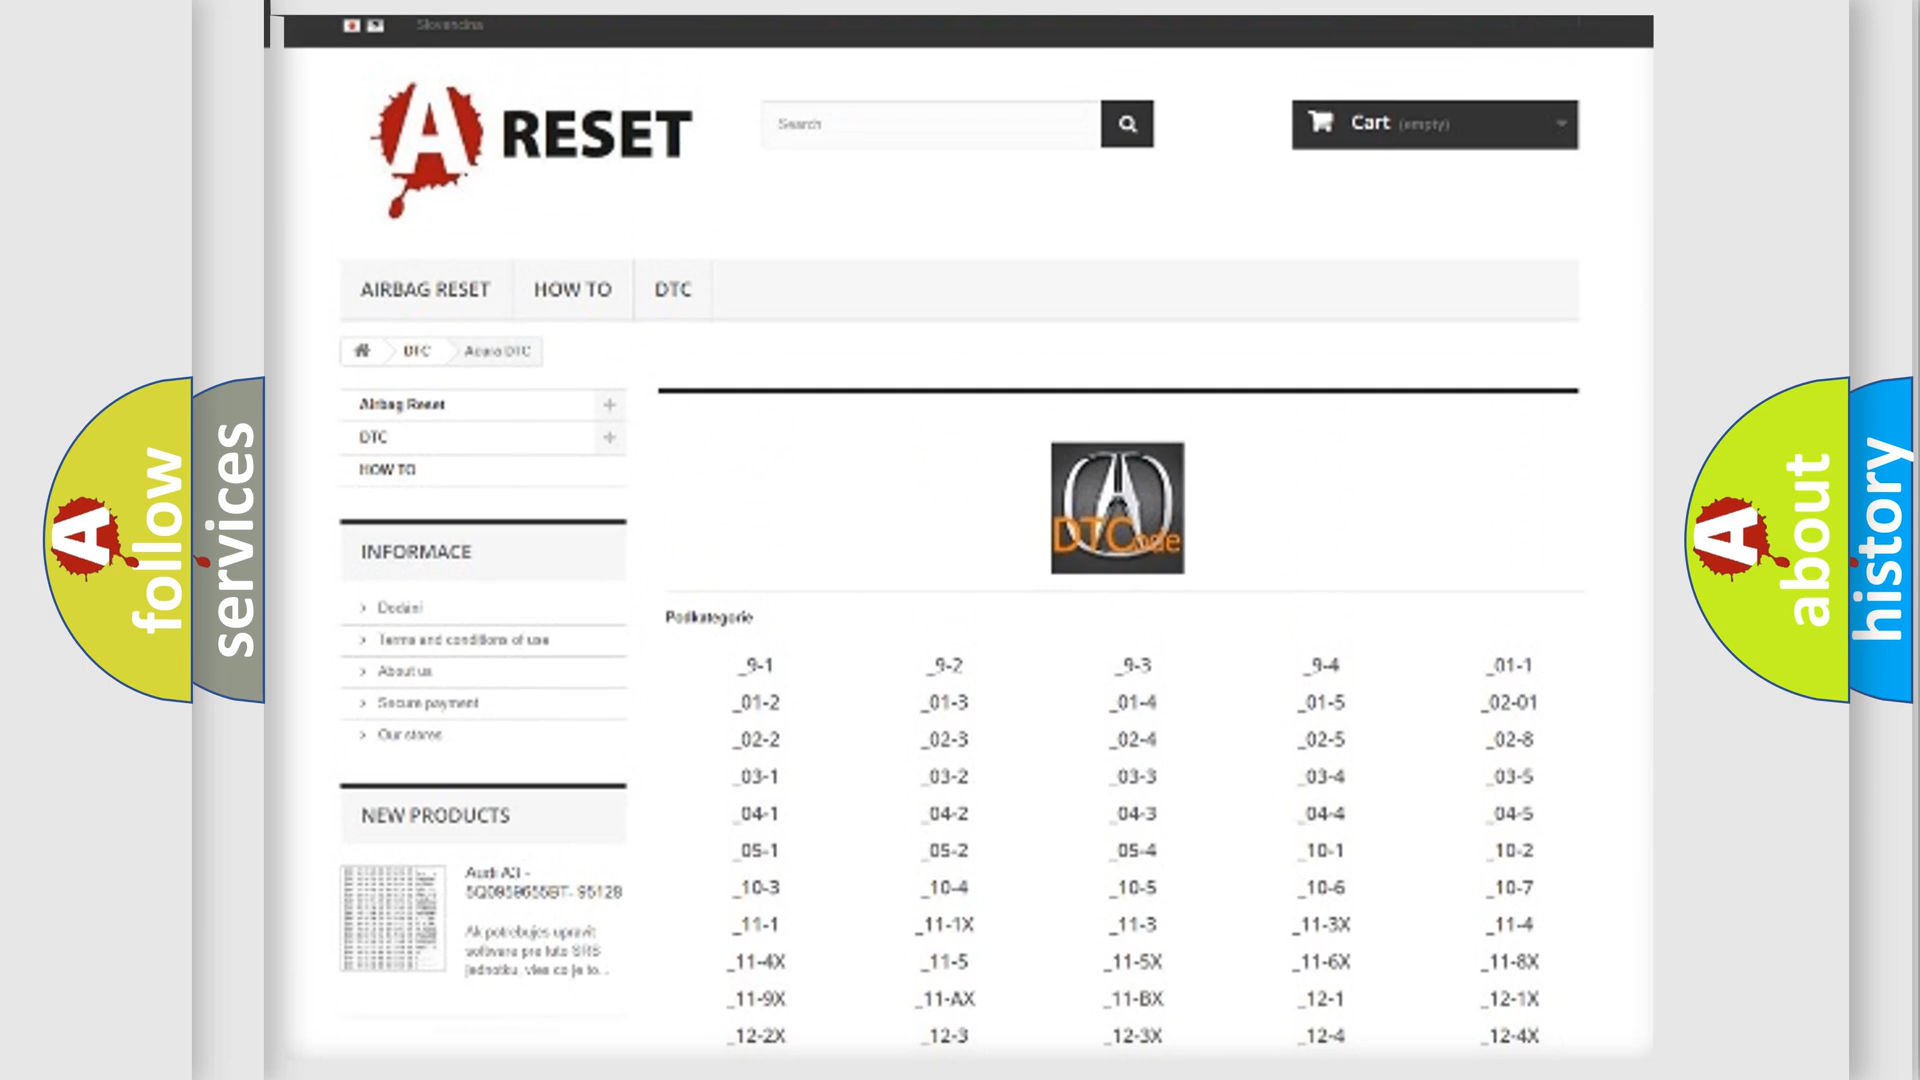 Slovencina
A RESET
Search
Cart (empty)
AIRBAG RESET HOW TO DTC
DTC Acura DTC
Airbag Reset
DTC
HOW TO
INFORMACE
Dodání
Terms and conditions of use
About us
Secure payment
Our stores
NEW PRODUCTS
Audi A3 -
5Q0959655BT- 95128
Ak potrebujes upravit
software pre tuto SRS
jednotku, vies co je to...
DTCode
Podkategorie
_9-1 _9-2 _9-3 _9-4 _01-1
_01-2 _01-3 _01-4 _01-5 _02-01
_02-2 _02-3 _02-4 _02-5 _02-8
_03-1 _03-2 _03-3 _03-4 _03-5
_04-1 _04-2 _04-3 _04-4 _04-5
_05-1 _05-2 _05-4 _10-1 _10-2
_10-3 _10-4 _10-5 _10-6 _10-7
_11-1 _11-1X _11-3 _11-3X _11-4
_11-4X _11-5 _11-5X _11-6X _11-8X
_11-9X _11-AX _11-BX _12-1 _12-1X
_12-2X _12-3 _12-3X _12-4 _12-4X
A follow
services
A about
history